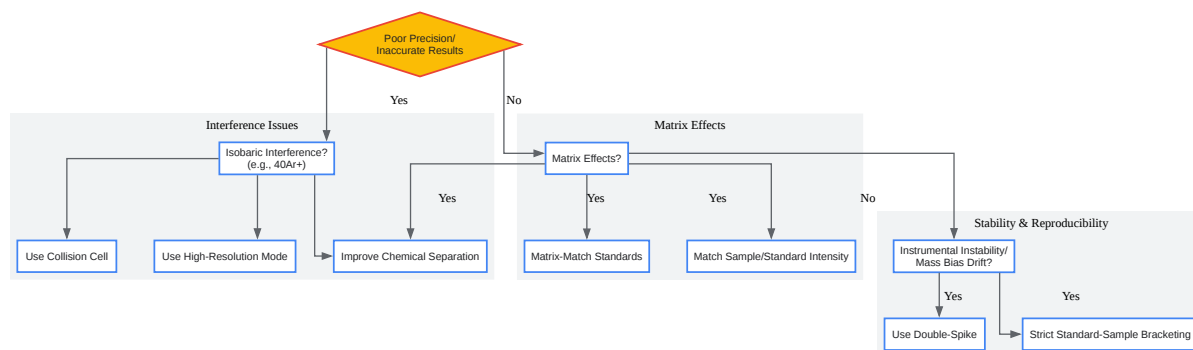 Poor Precision/
Inaccurate Results
Yes
No
Interference Issues
Matrix Effects
Isobaric Interference?
(e.g., 40Ar+)
Matrix Effects?
Yes
Yes
Yes
No
Stability & Reproducibility
Use Collision Cell
Use High-Resolution Mode
Improve Chemical Separation
Matrix-Match Standards
Match Sample/Standard Intensity
Instrumental Instability/
Mass Bias Drift?
Yes
Yes
Use Double-Spike
Strict Standard-Sample Bracketing